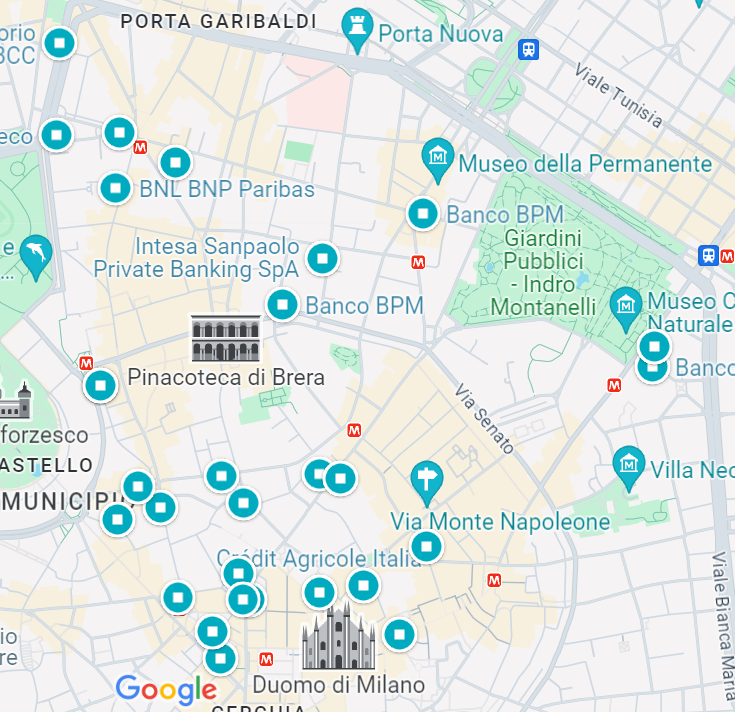 PORTA GARIBALDI
orio
BCC
Porta Nuova
Viale Tunisia
eco
M
BNL BNP Paribas
Museo della Permanente
Banco BPM
Intesa Sanpaolo
Private Banking SpA
M
Giardini
Pubblici
- Indro
Montanelli
M
e
...
Banco BPM
Museo C
Naturale
M
Pinacoteca di Brera
Banco
M
Via Senato
M
forzesco
ASTELLO
MUNICIPI
Villa Nec
Via Monte Napoleone
Crédit Agricole Italia
M
M
Viale Bianca Maria
io
re
M
Duomo di Milano
Google
CERCHIA